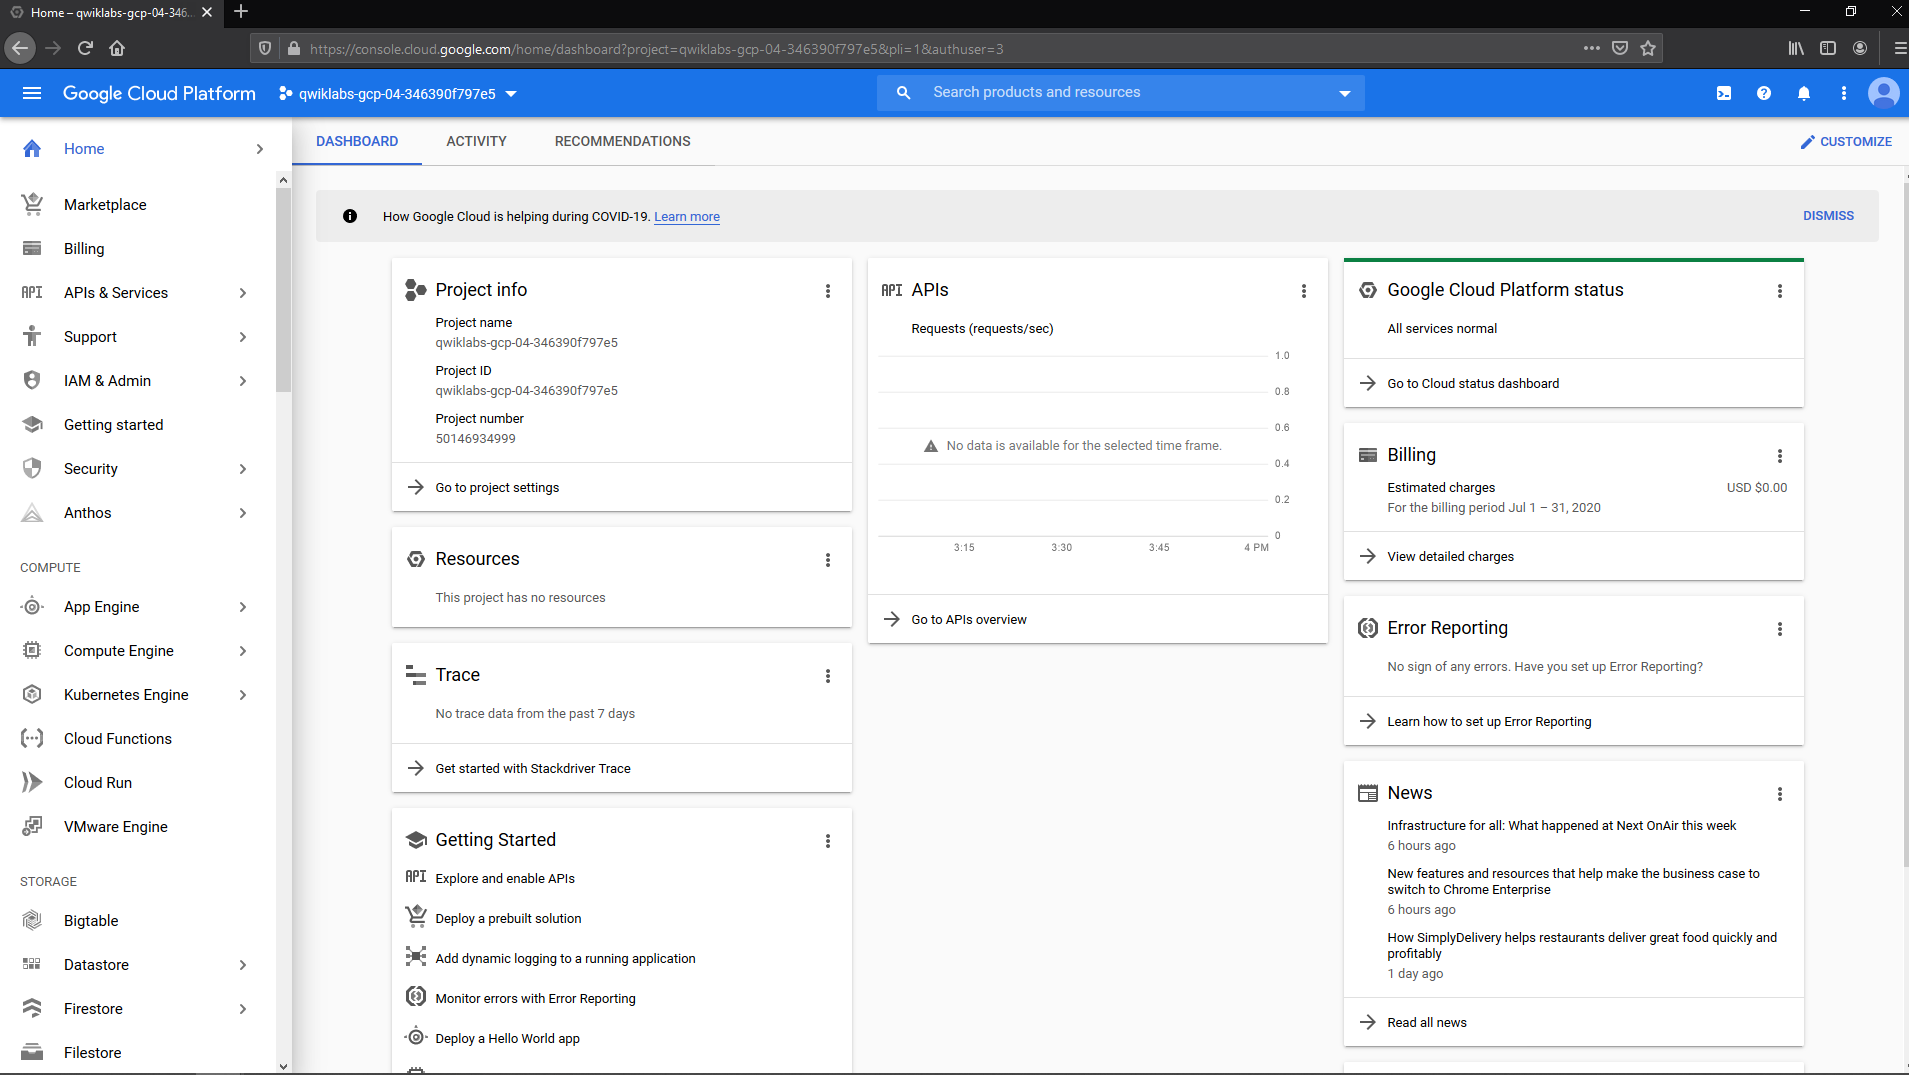 Home – qwiklabs-gcp-04-346…
https://console.cloud.google.com/home/dashboard?project=qwiklabs-gcp-04-346390f797e5&pli=1&authuser=3
Google Cloud Platform
qwiklabs-gcp-04-346390f797e5
Search products and resources
Home
Marketplace
Billing
API
APIs & Services
Support
IAM & Admin
Getting started
Security
Anthos
COMPUTE
App Engine
Compute Engine
Kubernetes Engine
Cloud Functions
Cloud Run
VMware Engine
STORAGE
Bigtable
Datastore
Firestore
Filestore
DASHBOARD
ACTIVITY
RECOMMENDATIONS
CUSTOMIZE
How Google Cloud is helping during COVID-19. Learn more
DISMISS
Project info
Project name
qwiklabs-gcp-04-346390f797e5
Project ID
qwiklabs-gcp-04-346390f797e5
Project number
50146934999
Go to project settings
Resources
This project has no resources
Trace
No trace data from the past 7 days
Get started with Stackdriver Trace
Getting Started
API
Explore and enable APIs
Deploy a prebuilt solution
Add dynamic logging to a running application
Monitor errors with Error Reporting
Deploy a Hello World app
API
APIs
Requests (requests/sec)
1.0
0.8
0.6
No data is available for the selected time frame.
0.4
0.2
0
3:15
3:30
3:45
4 PM
Go to APIs overview
Google Cloud Platform status
All services normal
Go to Cloud status dashboard
Billing
Estimated charges
USD $0.00
For the billing period Jul 1 – 31, 2020
View detailed charges
Error Reporting
No sign of any errors. Have you set up Error Reporting?
Learn how to set up Error Reporting
News
Infrastructure for all: What happened at Next OnAir this week
6 hours ago
New features and resources that help make the business case to
switch to Chrome Enterprise
6 hours ago
How SimplyDelivery helps restaurants deliver great food quickly and
profitably
1 day ago
Read all news